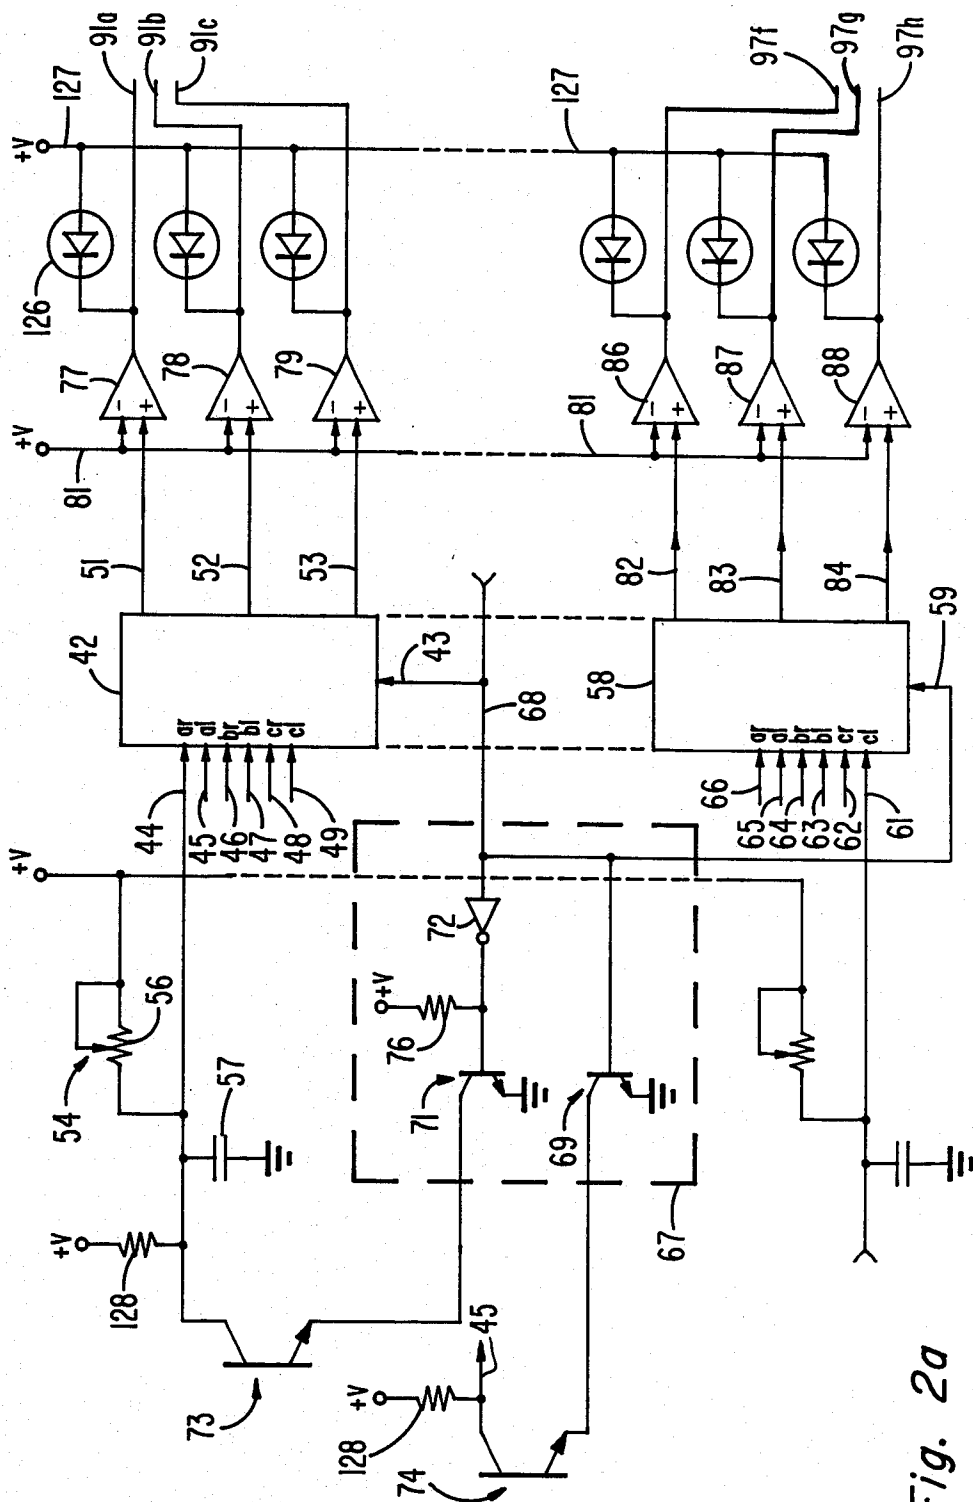 +V
127
91a
91b
91c
126
77
78
79
- +
- +
- +
+V
81
51
52
53
42
ar
al
br
bl
cr
cl
43
44
45
46
47
48
49
+V
54
56
57
+V
128
73
127
97f
97g
97h
86
87
88
- +
- +
- +
81
82
83
84
58
ar
al
br
bl
cr
cl
59
66
65
64
63
62
61
68
72
+V
76
71
69
67
45
+V
128
74
Fig. 2a